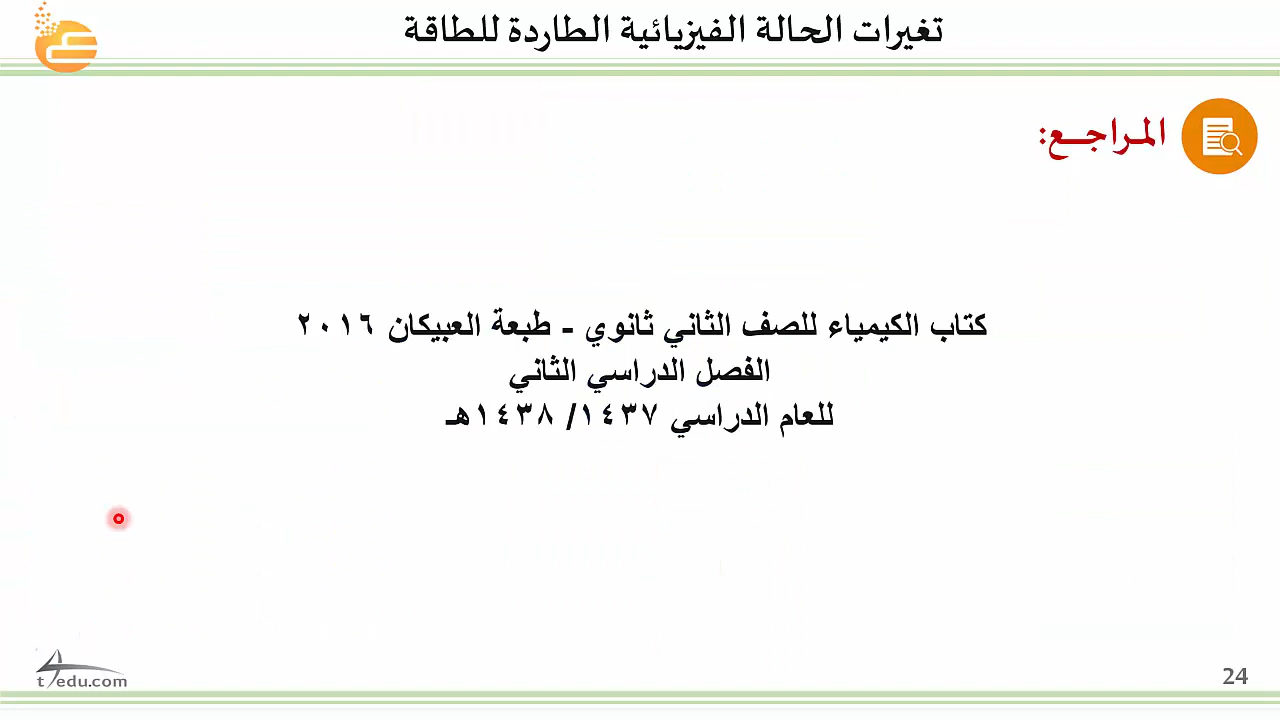 تغيرات الحالة الفيزيائية الطاردة للطاقة
المراجع:
كتاب الكيمياء للصف الثاني ثانوي - طبعة العبيكان ٢٠١٦
الفصل الدراسي الثاني
للعام الدراسي ١٤٣٧/ ١٤٣٨هـ
t4edu.com
24